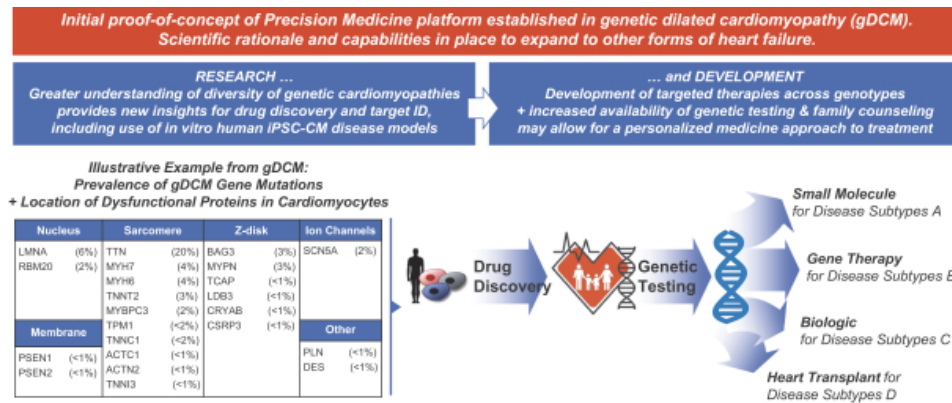 Initial proof-of-concept of Precision Medicine platform established in genetic dilated cardiomyopathy (gDCM).
Scientific rationale and capabilities in place to expand to other forms of heart failure.
RESEARCH …
Greater understanding of diversity of genetic cardiomyopathies
provides new insights for drug discovery and target ID,
including use of in vitro human iPSC-CM disease models
… and DEVELOPMENT
Development of targeted therapies across genotypes
+ increased availability of genetic testing & family counseling
may allow for a personalized medicine approach to treatment
Illustrative Example from gDCM:
Prevalence of gDCM Gene Mutations
+ Location of Dysfunctional Proteins in Cardiomyocytes
Nucleus
LMNA (6%)
RBM20 (2%)
Membrane
PSEN1 (<1%)
PSEN2 (<1%)
Sarcomere
TTN (20%)
MYH7 (4%)
MYH6 (4%)
TNNT2 (3%)
MYBPC3 (2%)
TPM1 (<2%)
TNNC1 (<2%)
ACTC1 (<1%)
ACTN2 (<1%)
TNNI3 (<1%)
Z-disk
BAG3 (3%)
MYPN (3%)
TCAP (<1%)
LDB3 (<1%)
CRYAB (<1%)
CSRP3 (<1%)
Ion Channels
SCN5A (2%)
Other
PLN (<1%)
DES (<1%)
Drug
Discovery
Genetic
Testing
Small Molecule
for Disease Subtypes A
Gene Therapy
for Disease Subtypes B
Biologic
for Disease Subtypes C
Heart Transplant for
Disease Subtypes D